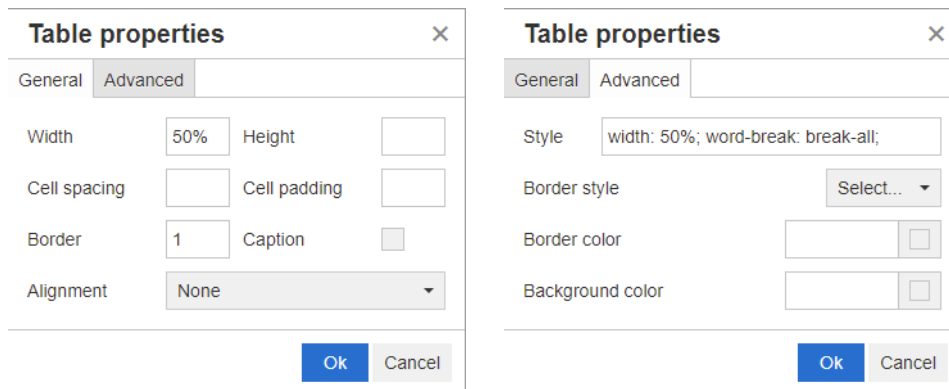 Table properties ×
General Advanced
Width 50% Height
Cell spacing Cell padding
Border 1 Caption
Alignment None
Ok Cancel
Table properties ×
General Advanced
Style width: 50%; word-break: break-all;
Border style Select...
Border color
Background color
Ok Cancel